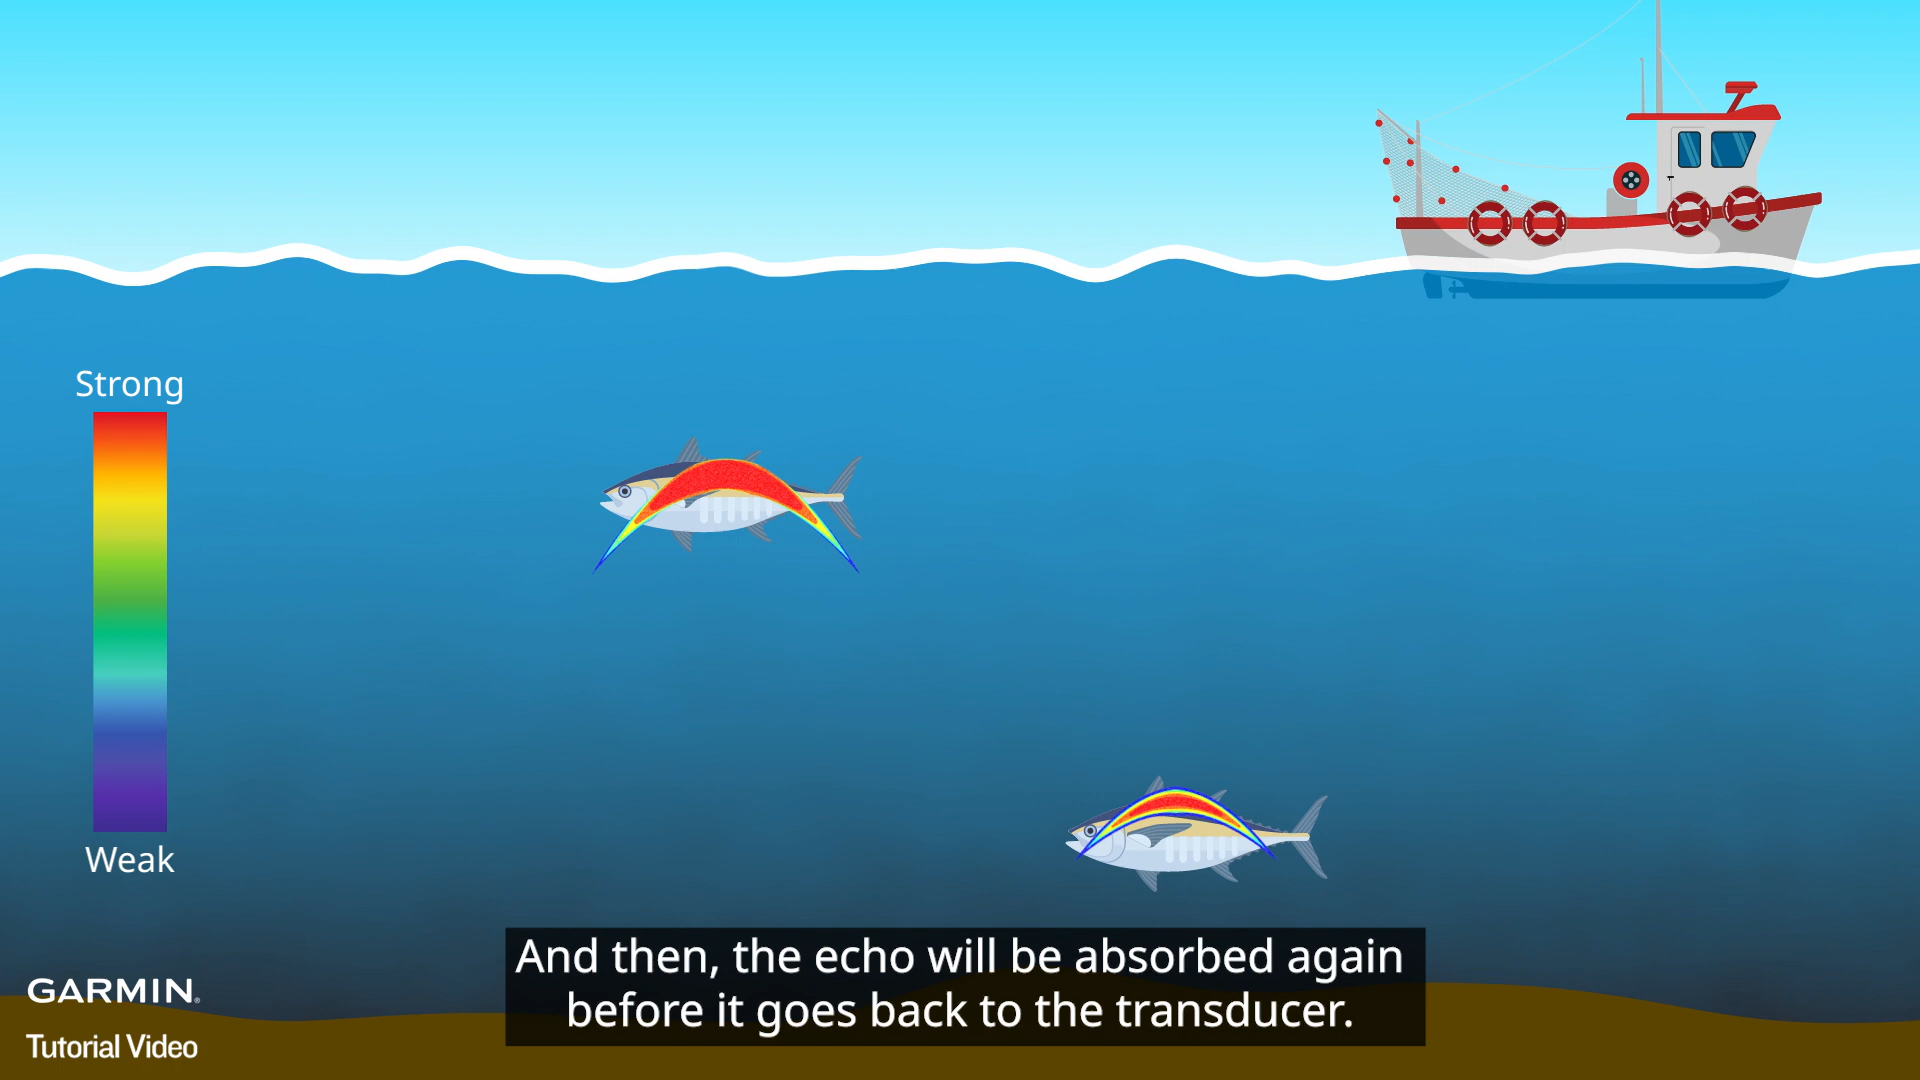 Strong
Weak
And then, the echo will be absorbed again
before it goes back to the transducer.
GARMIN®
Tutorial Video